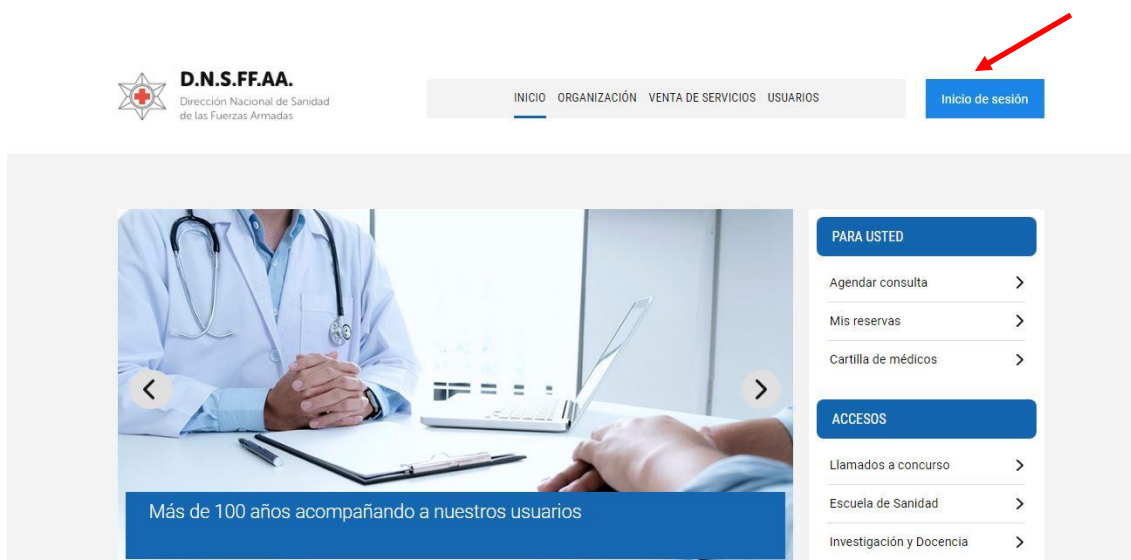 D.N.S.FF.AA.
Dirección Nacional de Sanidad
de las Fuerzas Armadas
INICIO ORGANIZACIÓN VENTA DE SERVICIOS USUARIOS
Inicio de sesión
Más de 100 años acompañando a nuestros usuarios
PARA USTED
Agendar consulta
Mis reservas
Cartilla de médicos
ACCESOS
Llamados a concurso
Escuela de Sanidad
Investigación y Docencia